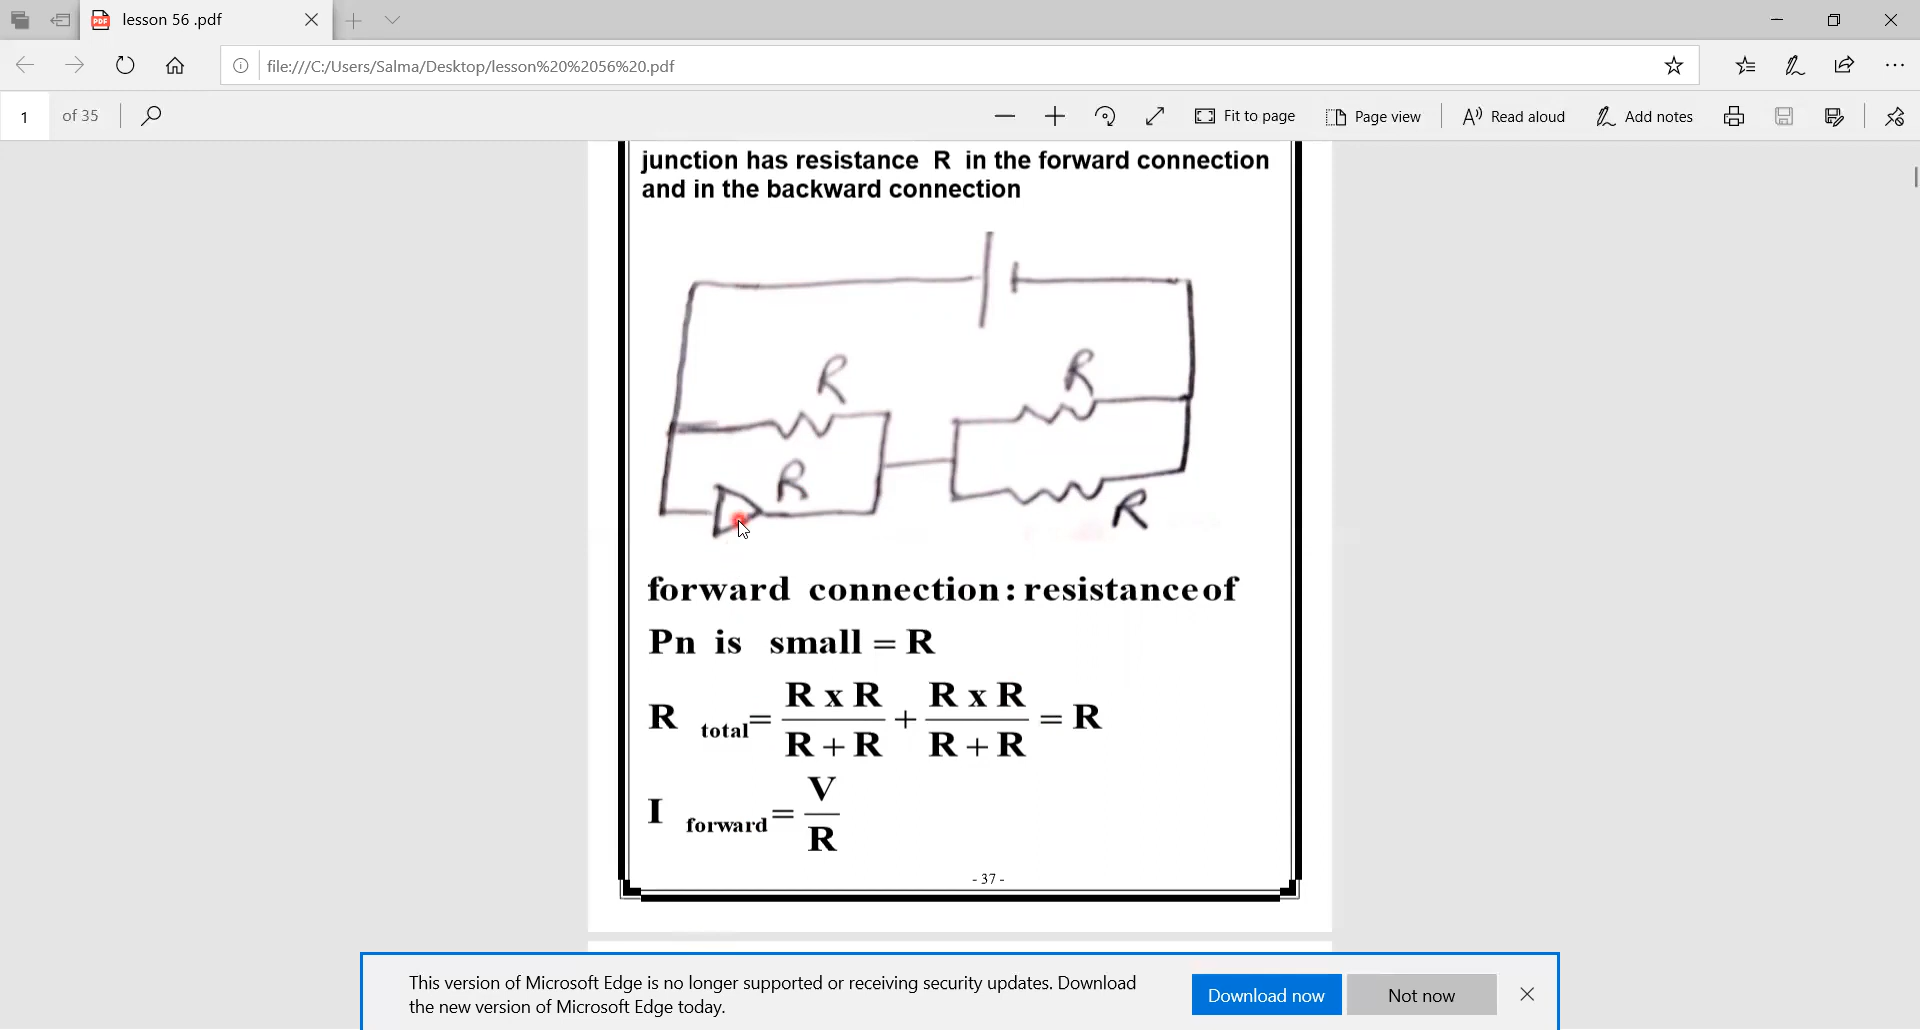 lesson 56 .pdf
file:///C:/Users/Salma/Desktop/lesson%20%2056%20.pdf
1 of 35
Fit to page
Page view
Read aloud
Add notes
junction has resistance R in the forward connection
and in the backward connection
R
R
R
R
forward connection : resistance of
Pn is small = R
R total = R x R / R + R + R x R / R + R = R
I forward = V / R
- 37 -
This version of Microsoft Edge is no longer supported or receiving security updates. Download
the new version of Microsoft Edge today.
Download now
Not now